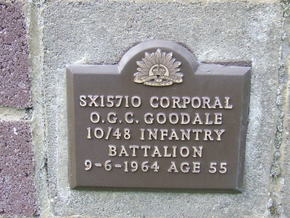 SX15710 CORPORAL
O.G.C. GOODALE
10/48 INFANTRY
BATTALION
9-6-1964 AGE 55